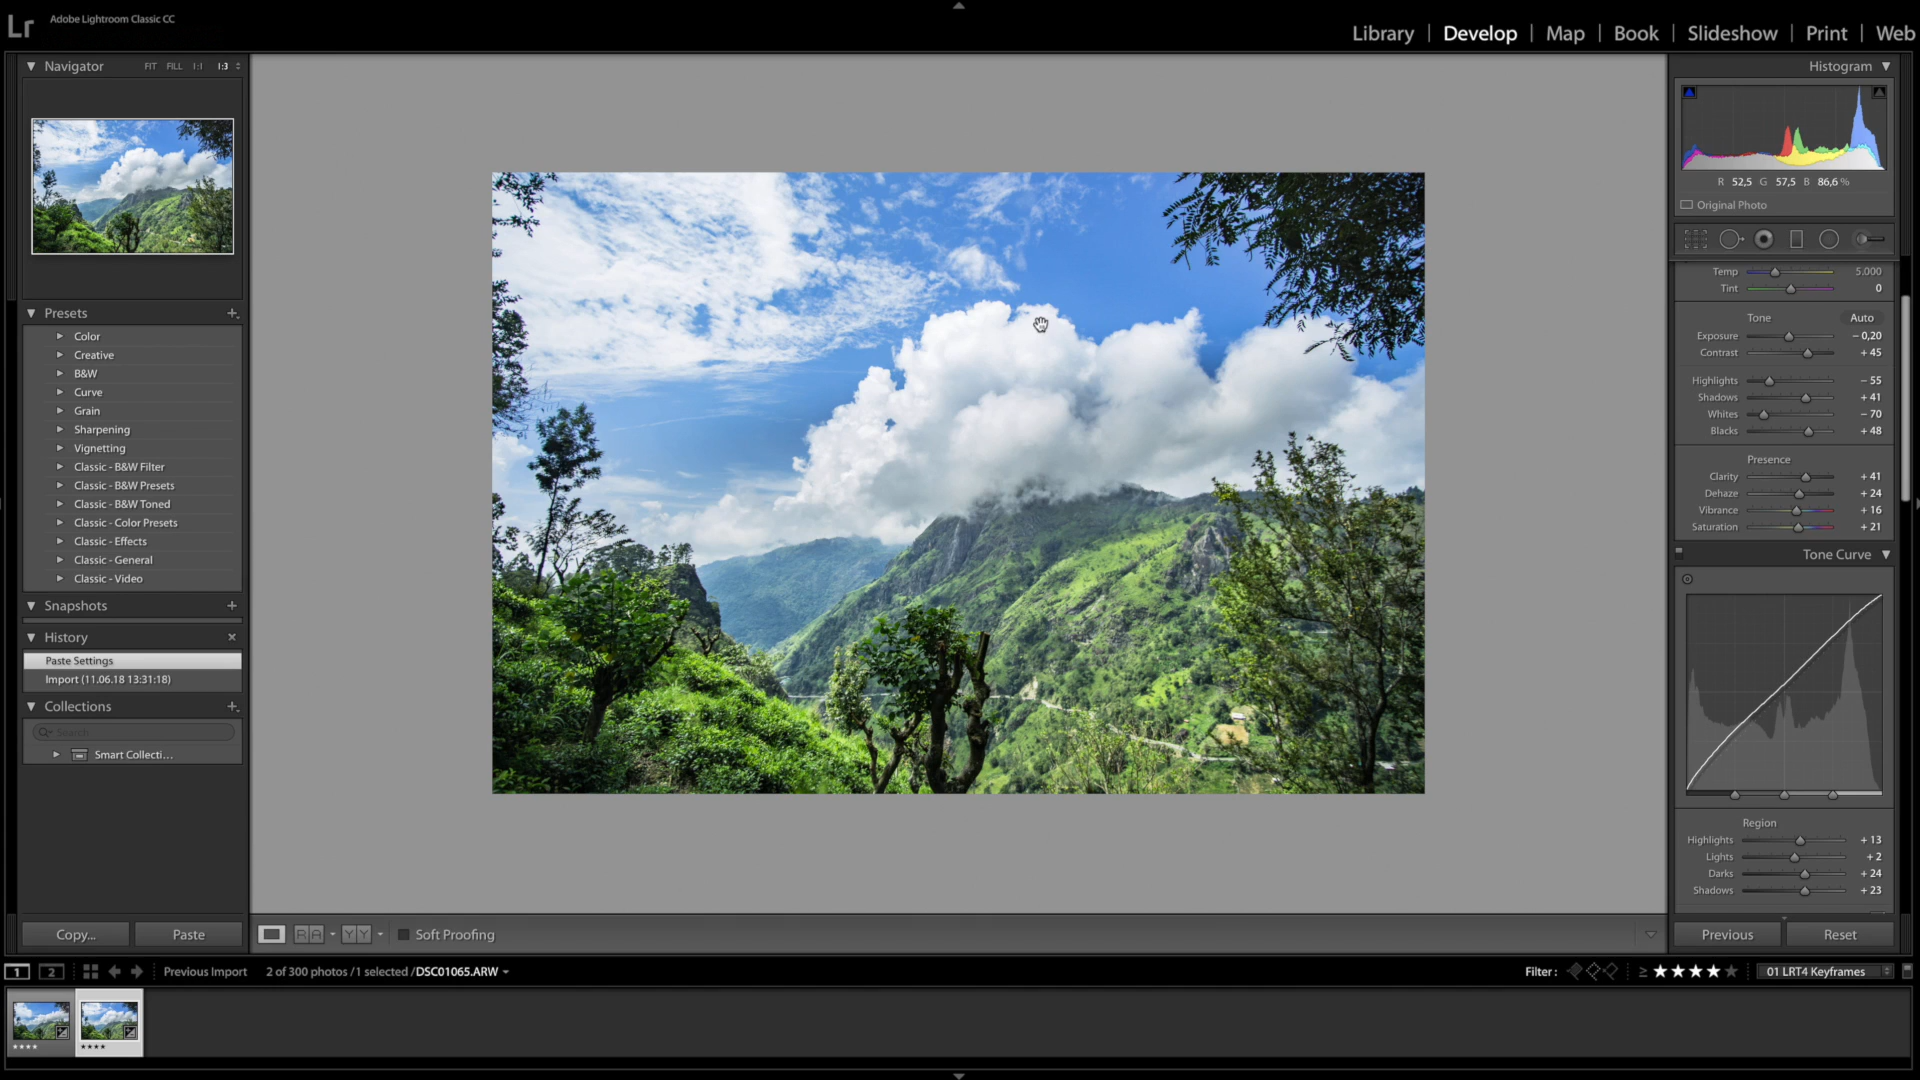 Lr
Adobe Lightroom Classic CC
Library | Develop | Map | Book | Slideshow | Print | Web
Navigator FIT FILL 1:1 1:3
Presets
Color
Creative
B&W
Curve
Grain
Sharpening
Vignetting
Classic - B&W Filter
Classic - B&W Presets
Classic - B&W Toned
Classic - Color Presets
Classic - Effects
Classic - General
Classic - Video
Snapshots
History
Paste Settings
Import (11.06.18 13:31:18)
Collections
Search
Smart Collecti...
Copy... Paste
RA YY Soft Proofing
Histogram
R 52,5 G 57,5 B 86,6 %
Original Photo
Temp 5.000
Tint 0
Tone Auto
Exposure - 0,20
Contrast + 45
Highlights - 55
Shadows + 41
Whites - 70
Blacks + 48
Presence
Clarity + 41
Dehaze + 24
Vibrance + 16
Saturation + 21
Tone Curve
Region
Highlights + 13
Lights + 2
Darks + 24
Shadows + 23
Previous Reset
1 2 Previous Import 2 of 300 photos / 1 selected / DSC01065.ARW
Filter : ≥ ★★★★★ 01 LRT4 Keyframes
★★★★ ★★★★